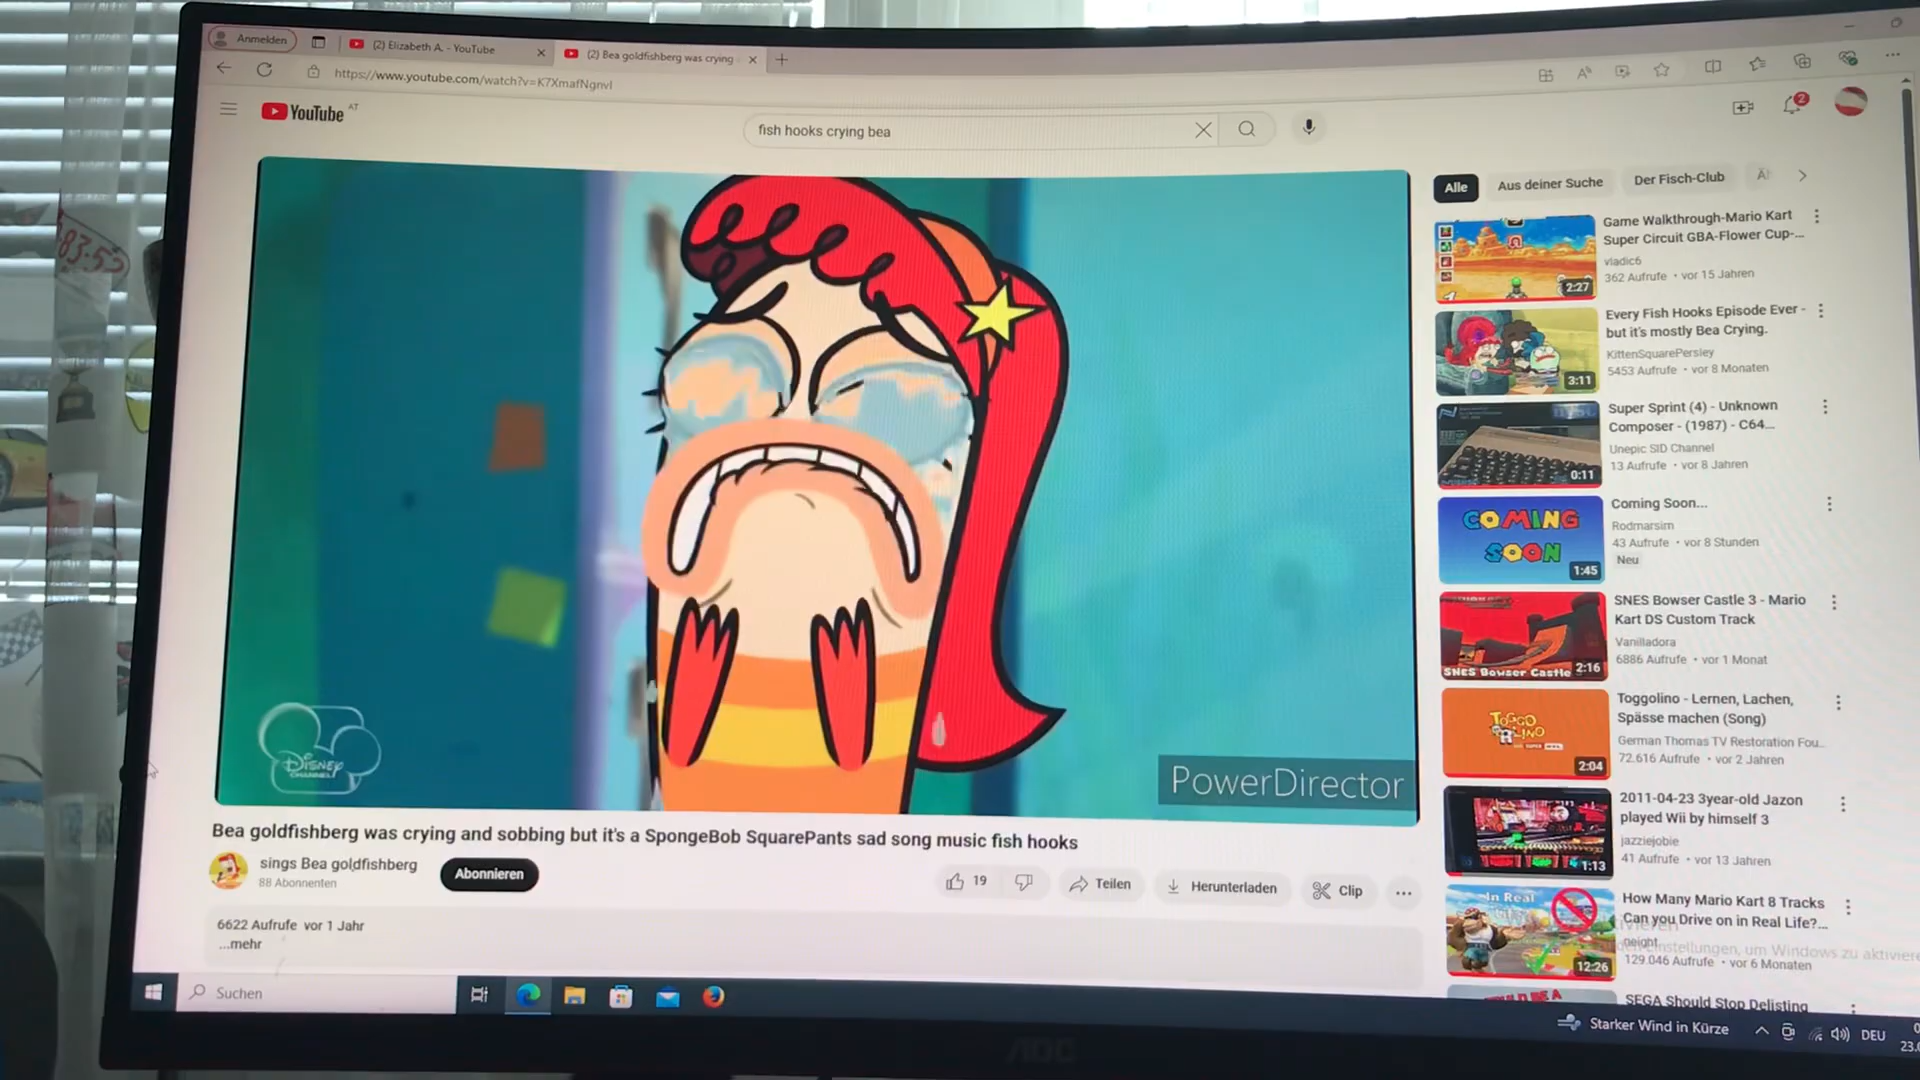 Anmelden
(2) Elizabeth A. - YouTube
(2) Bea goldfishberg was crying
https://www.youtube.com/watch?v=K7XmafNgnvI
YouTube AT
fish hooks crying bea
2
Alle
Aus deiner Suche
Der Fisch-Club
Game Walkthrough-Mario Kart
Super Circuit GBA-Flower Cup-...
vladic6
362 Aufrufe • vor 15 Jahren
2:27
Every Fish Hooks Episode Ever -
but it's mostly Bea Crying.
KittenSquarePersley
5453 Aufrufe • vor 8 Monaten
3:11
Super Sprint (4) - Unknown
Composer - (1987) - C64...
Unepic SID Channel
13 Aufrufe • vor 8 Jahren
0:11
COMING
SOON
Coming Soon...
Rodmarsim
43 Aufrufe • vor 8 Stunden
Neu
1:45
SNES Bowser Castle 3 - Mario
Kart DS Custom Track
Vanilladora
6886 Aufrufe • vor 1 Monat
SNES Bowser Castle
2:16
TOGGO
LINO
Toggolino - Lernen, Lachen,
Spässe machen (Song)
German Thomas TV Restoration Fou...
72.616 Aufrufe • vor 2 Jahren
2:04
2011-04-23 3year-old Jazon
played Wii by himself 3
jazziejobie
41 Aufrufe • vor 13 Jahren
1:13
In Real
How Many Mario Kart 8 Tracks
Can you Drive on in Real Life?...
neight
129.046 Aufrufe • vor 6 Monaten
12:26
Einstellungen, um Windows zu aktiviere
SEGA Should Stop Delisting
Disney
CHANNEL
PowerDirector
Bea goldfishberg was crying and sobbing but it's a SpongeBob SquarePants sad song music fish hooks
sings Bea goldfishberg
88 Abonnenten
Abonnieren
19
Teilen
Herunterladen
Clip
6622 Aufrufe vor 1 Jahr
...mehr
Suchen
Starker Wind in Kürze
DEU
23.
AOC